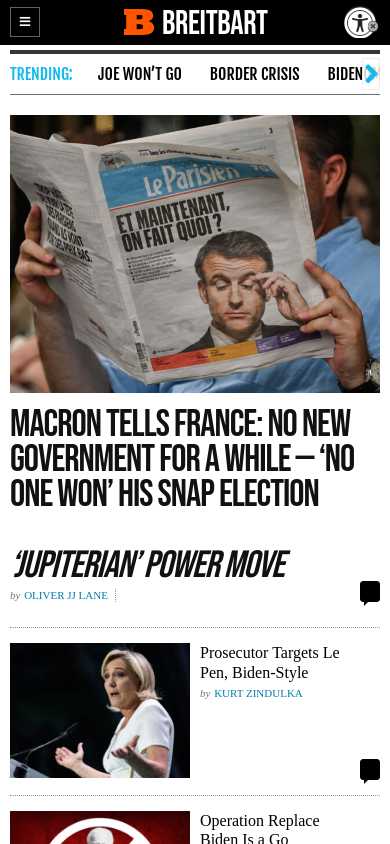 BREITBART
TRENDING:
JOE WON'T GO
BORDER CRISIS
BIDEN
3
Le Parisien
ET MAINTENANT,
ON FAIT QUOI ?
MACRON TELLS FRANCE: NO NEW
GOVERNMENT FOR A WHILE – ‘NO
ONE WON’ HIS SNAP ELECTION
‘JUPITERIAN’ POWER MOVE
by OLIVER JJ LANE
Prosecutor Targets Le
Pen, Biden-Style
by KURT ZINDULKA
Operation Replace
Biden Is a Go